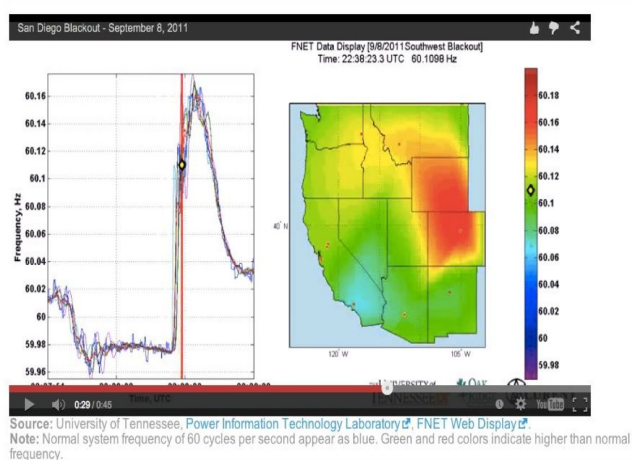 San Diego Blackout - September 8, 2011
FNET Data Display [9/8/2011Southwest Blackout]
Time: 22:38:23.3 UTC 60.1098 Hz
Frequency, Hz
60.16
60.14
60.12
60.1
60.08
60.06
60.04
60.02
60
59.98
59.96
Time, UTC
40° N
120° W
105° W
60.18
60.16
60.14
60.12
60.1
60.08
60.06
60.04
60.02
60
59.98
0:29 / 0:45
YouTube
Source: University of Tennessee, Power Information Technology Laboratory, FNET Web Display.
Note: Normal system frequency of 60 cycles per second appear as blue. Green and red colors indicate higher than normal
frequency.